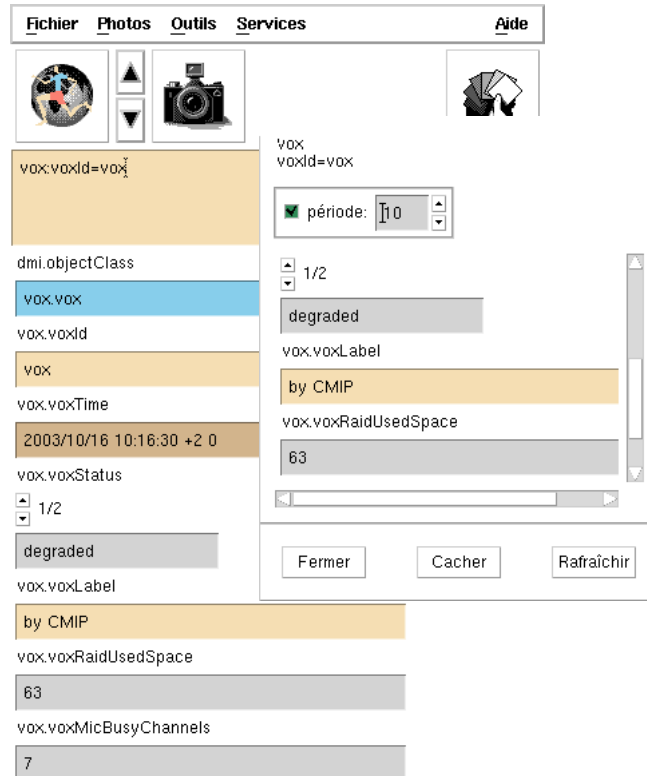 Fichier Photos Outils Services Aide
vox:voxId=vox
dmi.objectClass
vox.vox
vox.voxId
vox
vox.voxTime
2003/10/16 10:16:30 +2 0
vox.voxStatus
1/2
degraded
vox.voxLabel
by CMIP
vox.voxRaidUsedSpace
63
vox.voxMicBusyChannels
7
vox
voxId=vox
période: 10
1/2
degraded
vox.voxLabel
by CMIP
vox.voxRaidUsedSpace
63
Fermer Cacher Rafraîchir